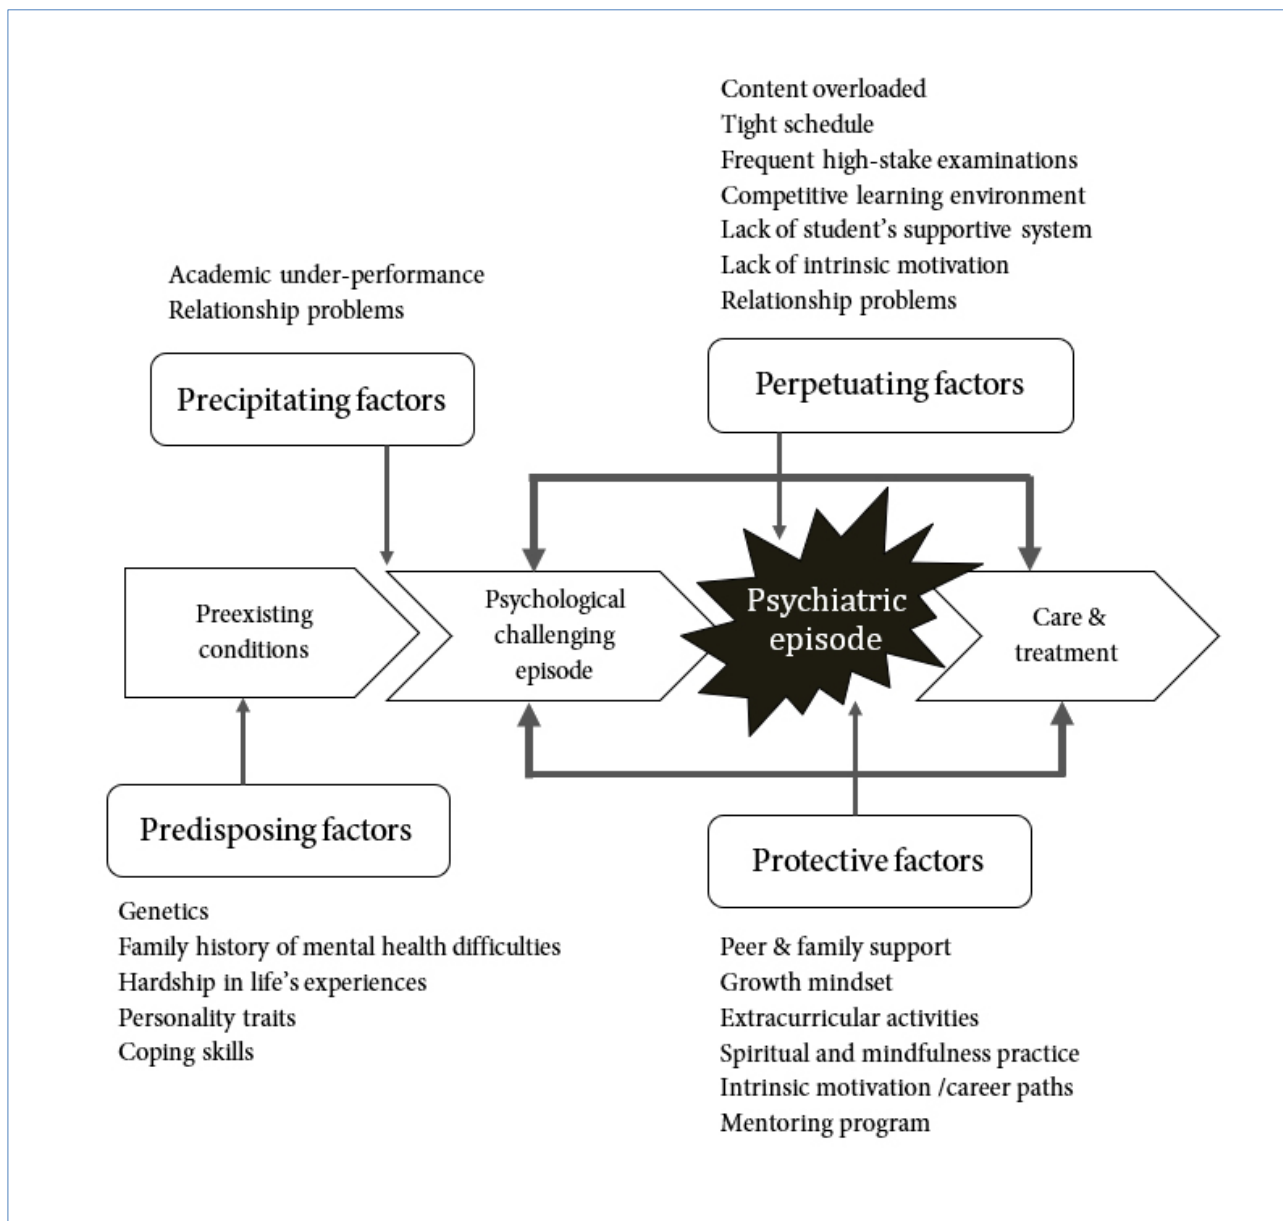 Content overloaded
Tight schedule
Frequent high-stake examinations
Competitive learning environment
Lack of student’s supportive system
Lack of intrinsic motivation
Relationship problems
Academic under-performance
Relationship problems
Precipitating factors
Perpetuating factors
Preexisting
conditions
Psychological
challenging
episode
Psychiatric
episode
Care &
treatment
Predisposing factors
Genetics
Family history of mental health difficulties
Hardship in life’s experiences
Personality traits
Coping skills
Protective factors
Peer & family support
Growth mindset
Extracurricular activities
Spiritual and mindfulness practice
Intrinsic motivation /career paths
Mentoring program